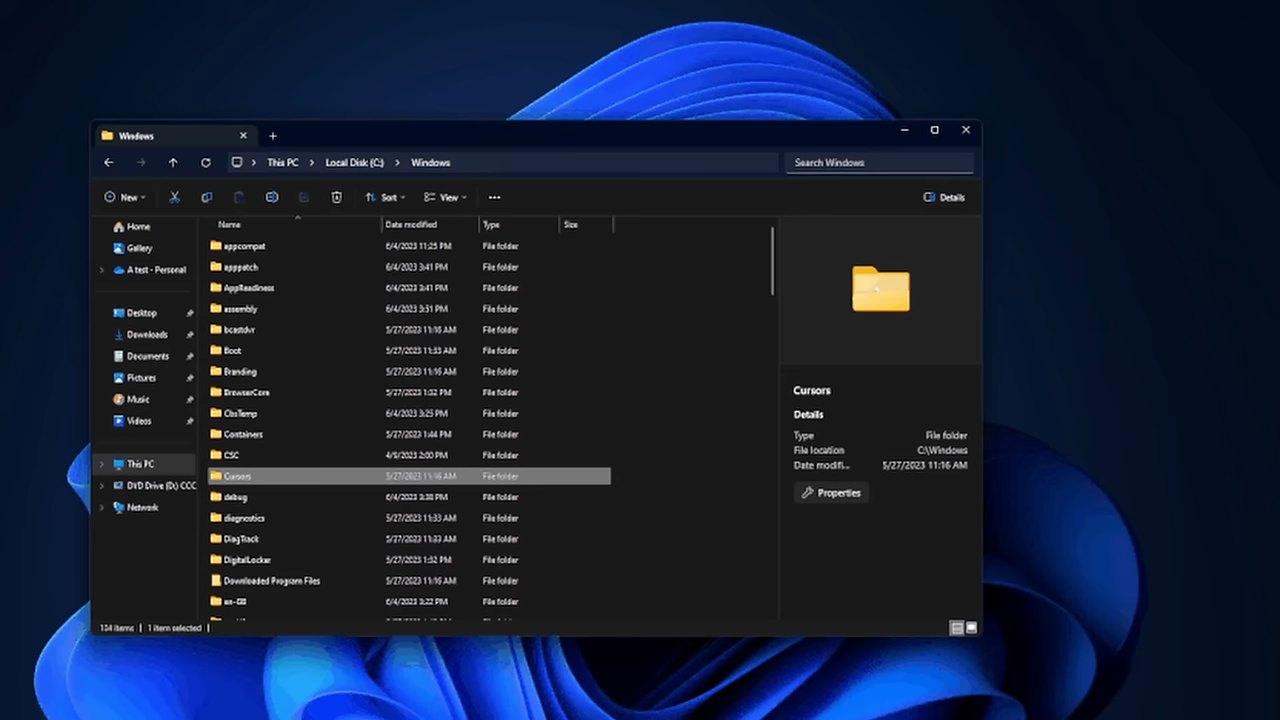 Windows
This PC Local Disk (C:) Windows Search Windows
New Sort View Details
Home
Gallery
A test - Personal
Desktop
Downloads
Documents
Pictures
Music
Videos
This PC
DVD Drive (D:) CCC
Network
Name Date modified Type Size
appcompat 6/4/2023 11:25 PM File folder
apppatch 6/4/2023 3:41 PM File folder
AppReadiness 6/4/2023 3:41 PM File folder
assembly 6/4/2023 3:51 PM File folder
bcastdvr 5/27/2023 11:16 AM File folder
Boot 5/27/2023 11:33 AM File folder
Branding 5/27/2023 11:16 AM File folder
BrowserCore 5/27/2023 1:32 PM File folder
CbsTemp 6/4/2023 3:25 PM File folder
Containers 5/27/2023 1:44 PM File folder
CSC 4/9/2023 2:00 PM File folder
Cursors 5/27/2023 11:16 AM File folder
debug 6/4/2023 3:38 PM File folder
diagnostics 5/27/2023 11:33 AM File folder
DiagTrack 5/27/2023 11:33 AM File folder
DigitalLocker 5/27/2023 1:32 PM File folder
Downloaded Program Files 5/27/2023 11:16 AM File folder
en-GB 6/4/2023 3:22 PM File folder
Cursors
Details
Type File folder
File location C:\Windows
Date modifi... 5/27/2023 11:16 AM
Properties
104 items 1 item selected